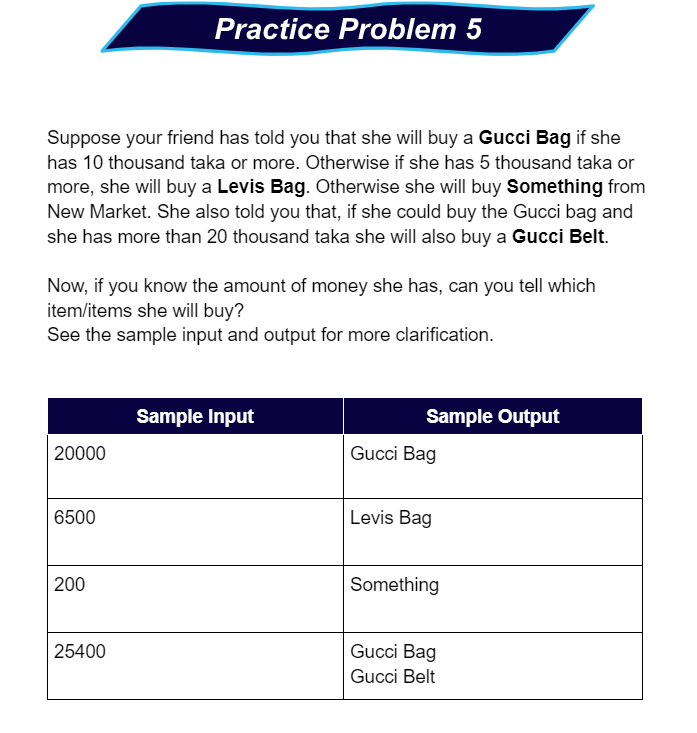 Practice Problem 5
Suppose your friend has told you that she will buy a Gucci Bag if she
has 10 thousand taka or more. Otherwise if she has 5 thousand taka or
more, she will buy a Levis Bag. Otherwise she will buy Something from
New Market. She also told you that, if she could buy the Gucci bag and
she has more than 20 thousand taka she will also buy a Gucci Belt.
Now, if you know the amount of money she has, can you tell which
item/items she will buy?
See the sample input and output for more clarification.
Sample Input Sample Output
20000 Gucci Bag
6500 Levis Bag
200 Something
25400 Gucci Bag
Gucci Belt